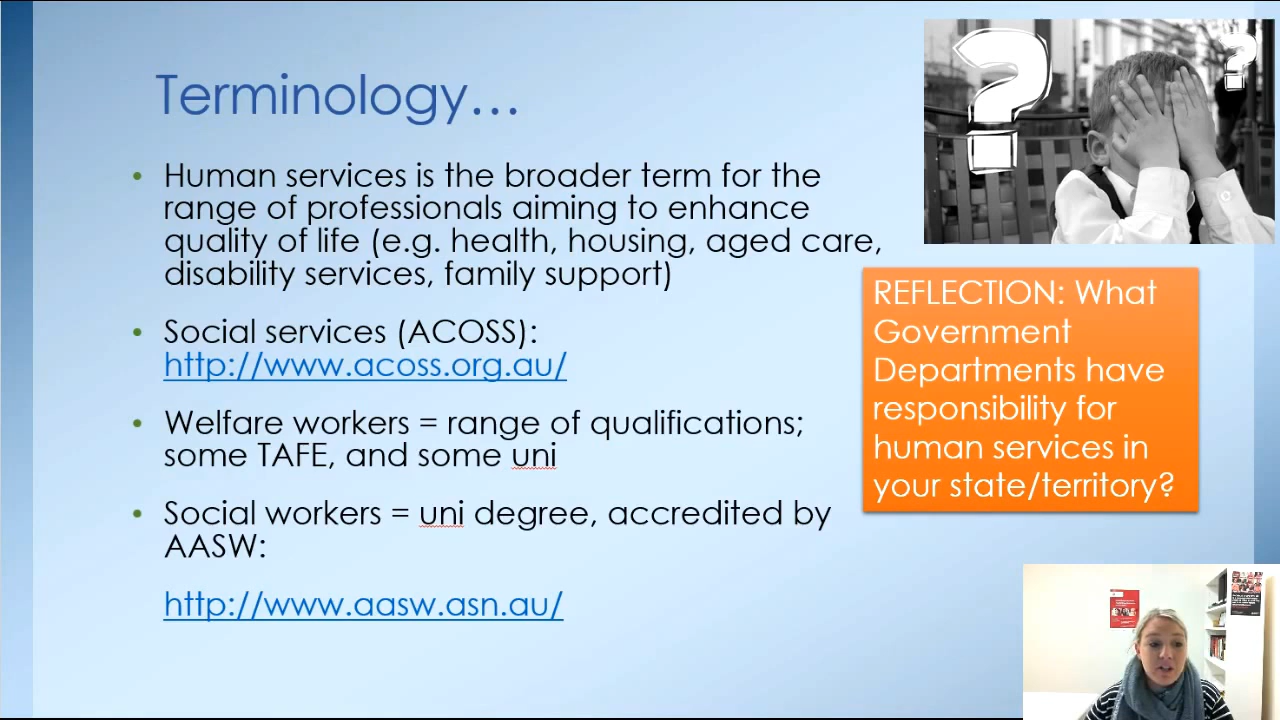 Terminology…
• Human services is the broader term for the
range of professionals aiming to enhance
quality of life (e.g. health, housing, aged care,
disability services, family support)
• Social services (ACOSS):
http://www.acoss.org.au/
• Welfare workers = range of qualifications;
some TAFE, and some uni
• Social workers = uni degree, accredited by
AASW:
http://www.aasw.asn.au/
?
?
REFLECTION: What
Government
Departments have
responsibility for
human services in
your state/territory?